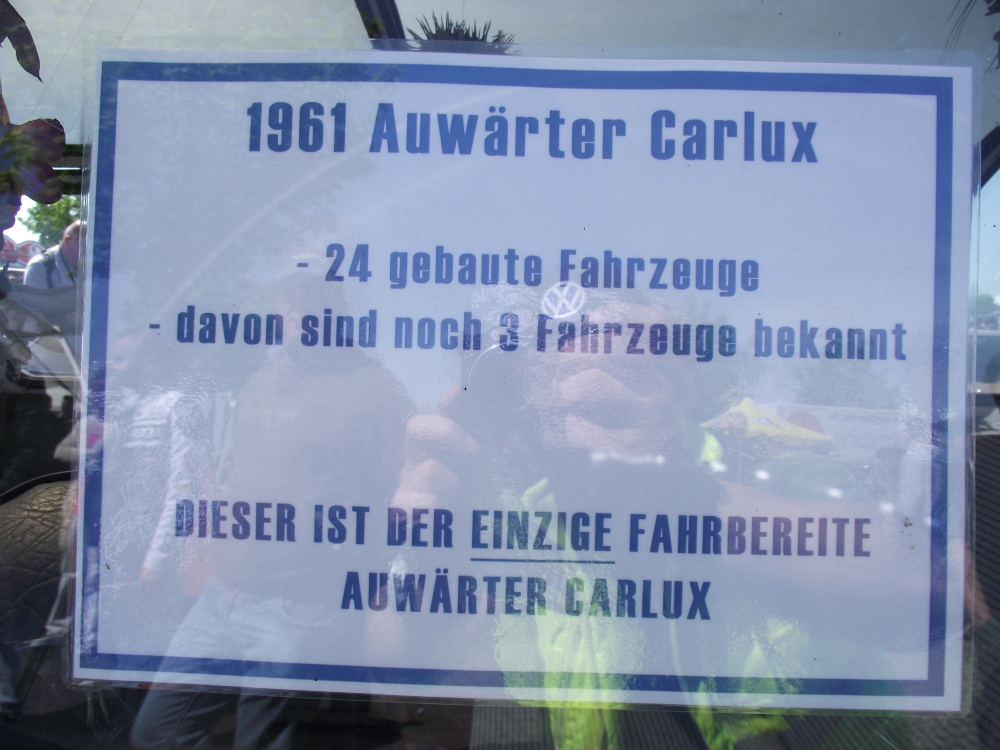 1961 Auwärter Carlux
- 24 gebaute Fahrzeuge
- davon sind noch 3 Fahrzeuge bekannt
DIESER IST DER EINZIGE FAHRBEREITE
AUWÄRTER CARLUX